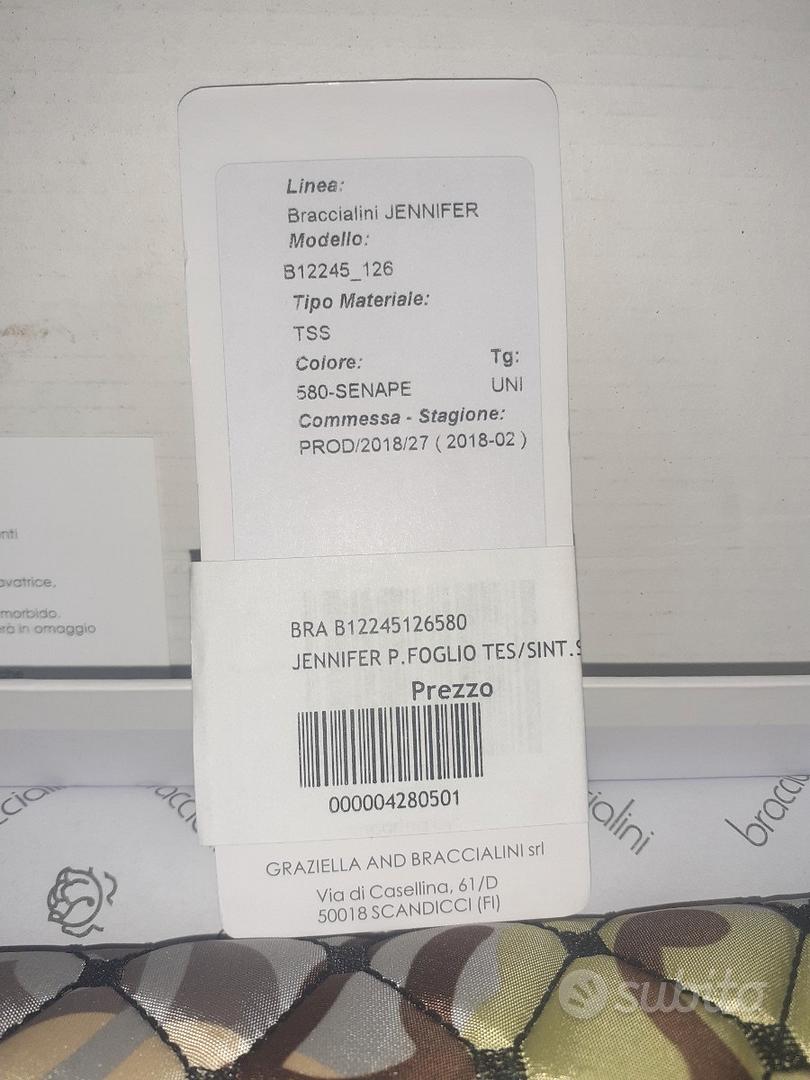 Linea:
Braccialini JENNIFER
Modello:
B12245_126
Tipo Materiale:
TSS
Colore: Tg:
580-SENAPE UNI
Commessa - Stagione:
PROD/2018/27 ( 2018-02 )
nti
avatrice,
morbido.
erà in omaggio
BRA B12245126580
JENNIFER P.FOGLIO TES/SINT.S
Prezzo
000004280501
GRAZIELLA AND BRACCIALINI srl
Via di Casellina, 61/D
50018 SCANDICCI (FI)
subito